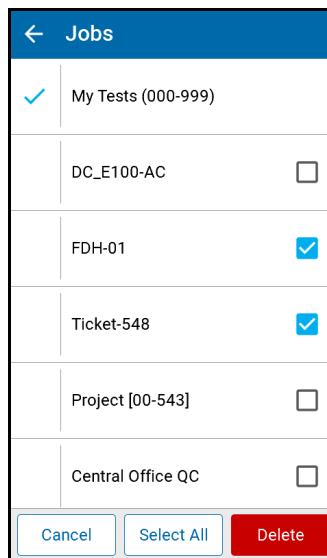 Jobs
My Tests (000-999)
DC_E100-AC
FDH-01
Ticket-548
Project [00-543]
Central Office QC
Cancel Select All Delete